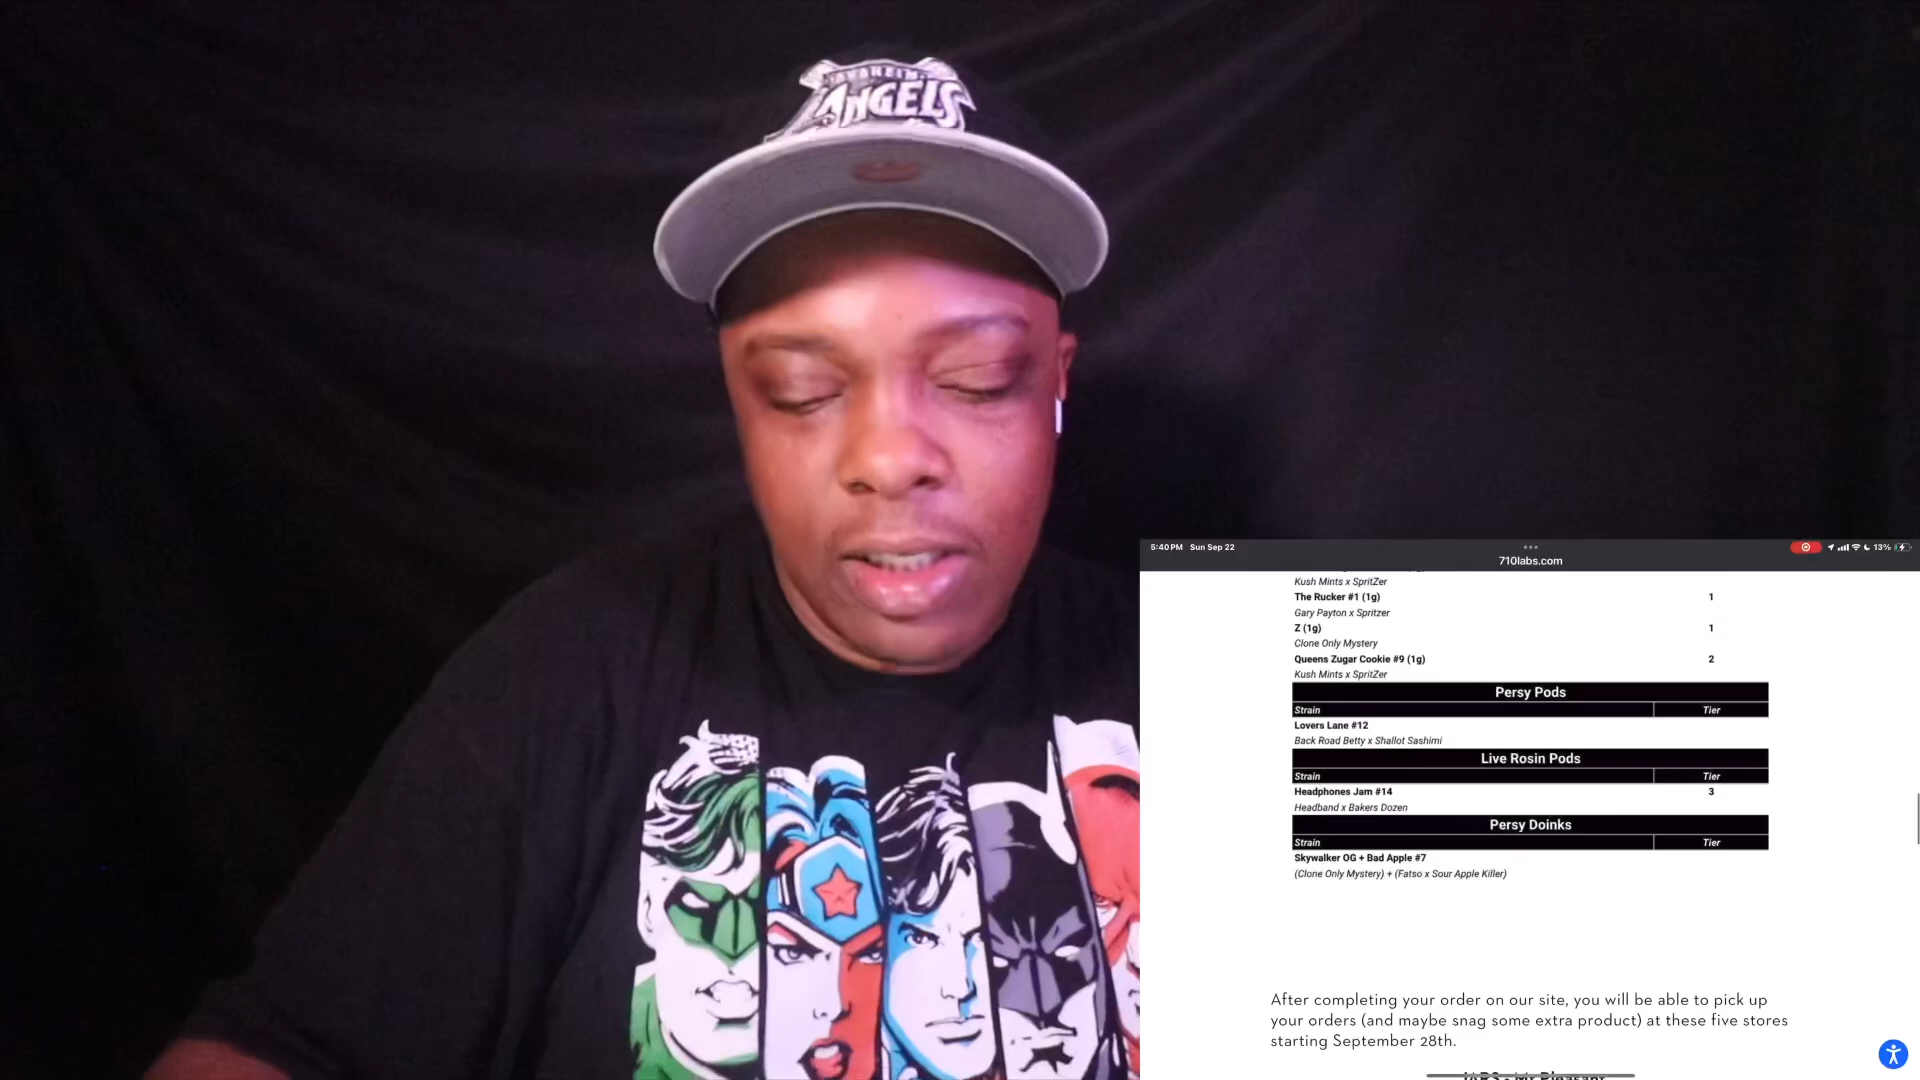 ANAHEIM
ANGELS
5:40 PM Sun Sep 22
13%
710labs.com
Kush Mints x SpritZer
The Rucker #1 (1g) 1
Gary Payton x Spritzer
Z (1g) 1
Clone Only Mystery
Queens Zugar Cookie #9 (1g) 2
Kush Mints x SpritZer
Persy Pods
Strain Tier
Lovers Lane #12
Back Road Betty x Shallot Sashimi
Live Rosin Pods
Strain Tier
Headphones Jam #14 3
Headband x Bakers Dozen
Persy Doinks
Strain Tier
Skywalker OG + Bad Apple #7
(Clone Only Mystery) + (Fatso x Sour Apple Killer)
After completing your order on our site, you will be able to pick up
your orders (and maybe snag some extra product) at these five stores
starting September 28th.
JARS - Mt Pleasant